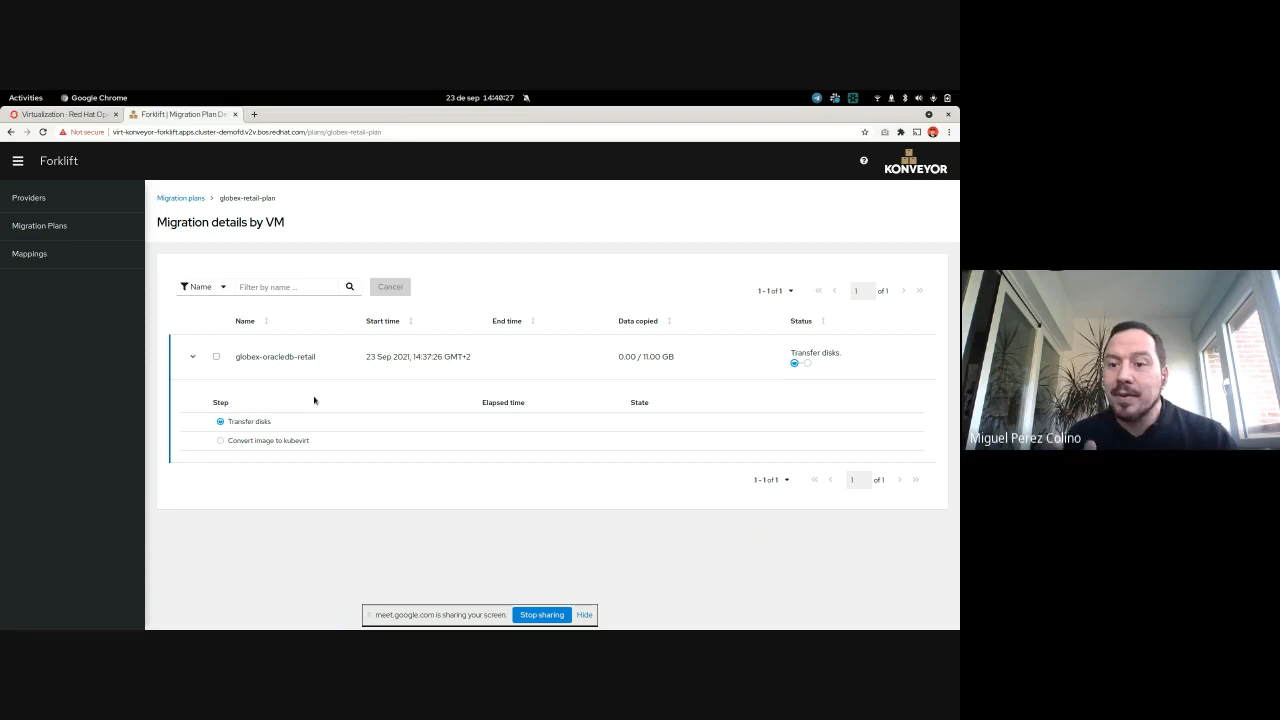 Activities Google Chrome 23 de sep 14:40:27
Forklift | Migration Plan De
Not secure virt-konveyor-forklift.apps.cluster-demofd.v2v.bos.redhat.com/plans/globex-retail-plan
Forklift KONVEYOR
Providers
Migration Plans
Mappings
Migration plans > globex-retail-plan
Migration details by VM
Name Filter by name ... Cancel 1 - 1 of 1 1 of 1
Name Start time End time Data copied Status
globex-oracledb-retail 23 Sep 2021, 14:37:26 GMT+2 0.00 / 11.00 GB Transfer disks.
Step Elapsed time State
Transfer disks
Convert image to kubevirt
1 - 1 of 1 1 of 1
meet.google.com is sharing your screen. Stop sharing Hide
Miguel Perez Colino